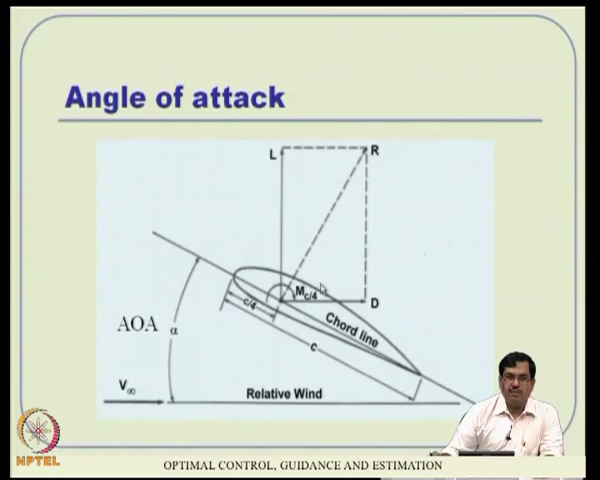 Angle of attack
L
R
M c/4
D
c/4
Chord line
C
AOA α
V∞
Relative Wind
NPTEL
OPTIMAL CONTROL, GUIDANCE AND ESTIMATION